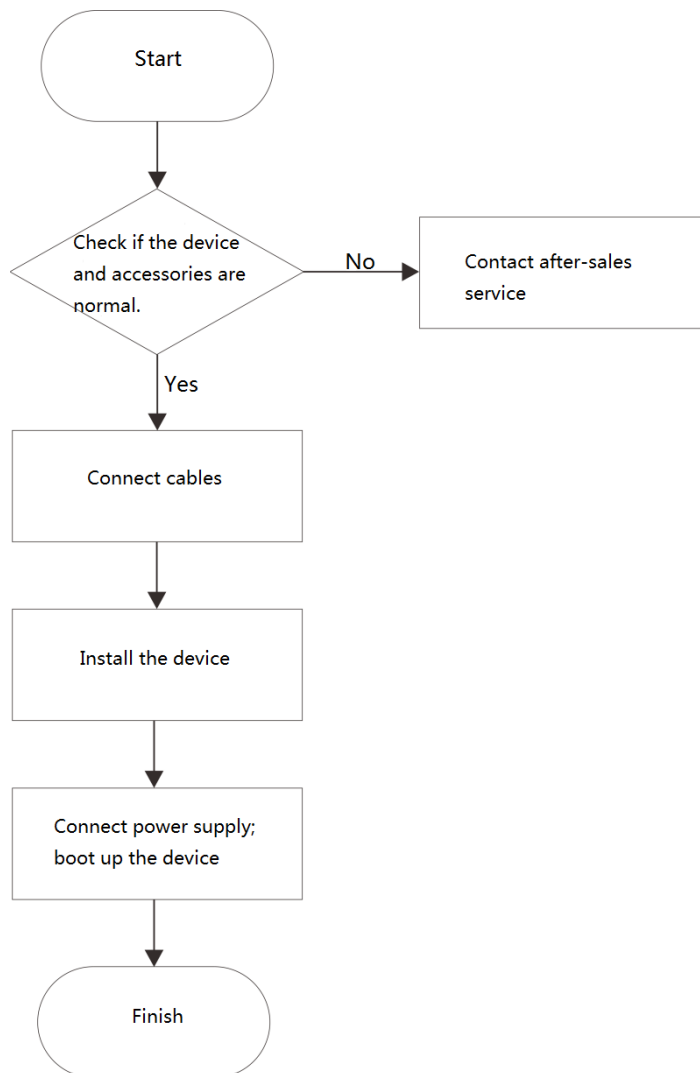 Start
Check if the device
and accessories are
normal.
No
Contact after-sales
service
Yes
Connect cables
Install the device
Connect power supply;
boot up the device
Finish